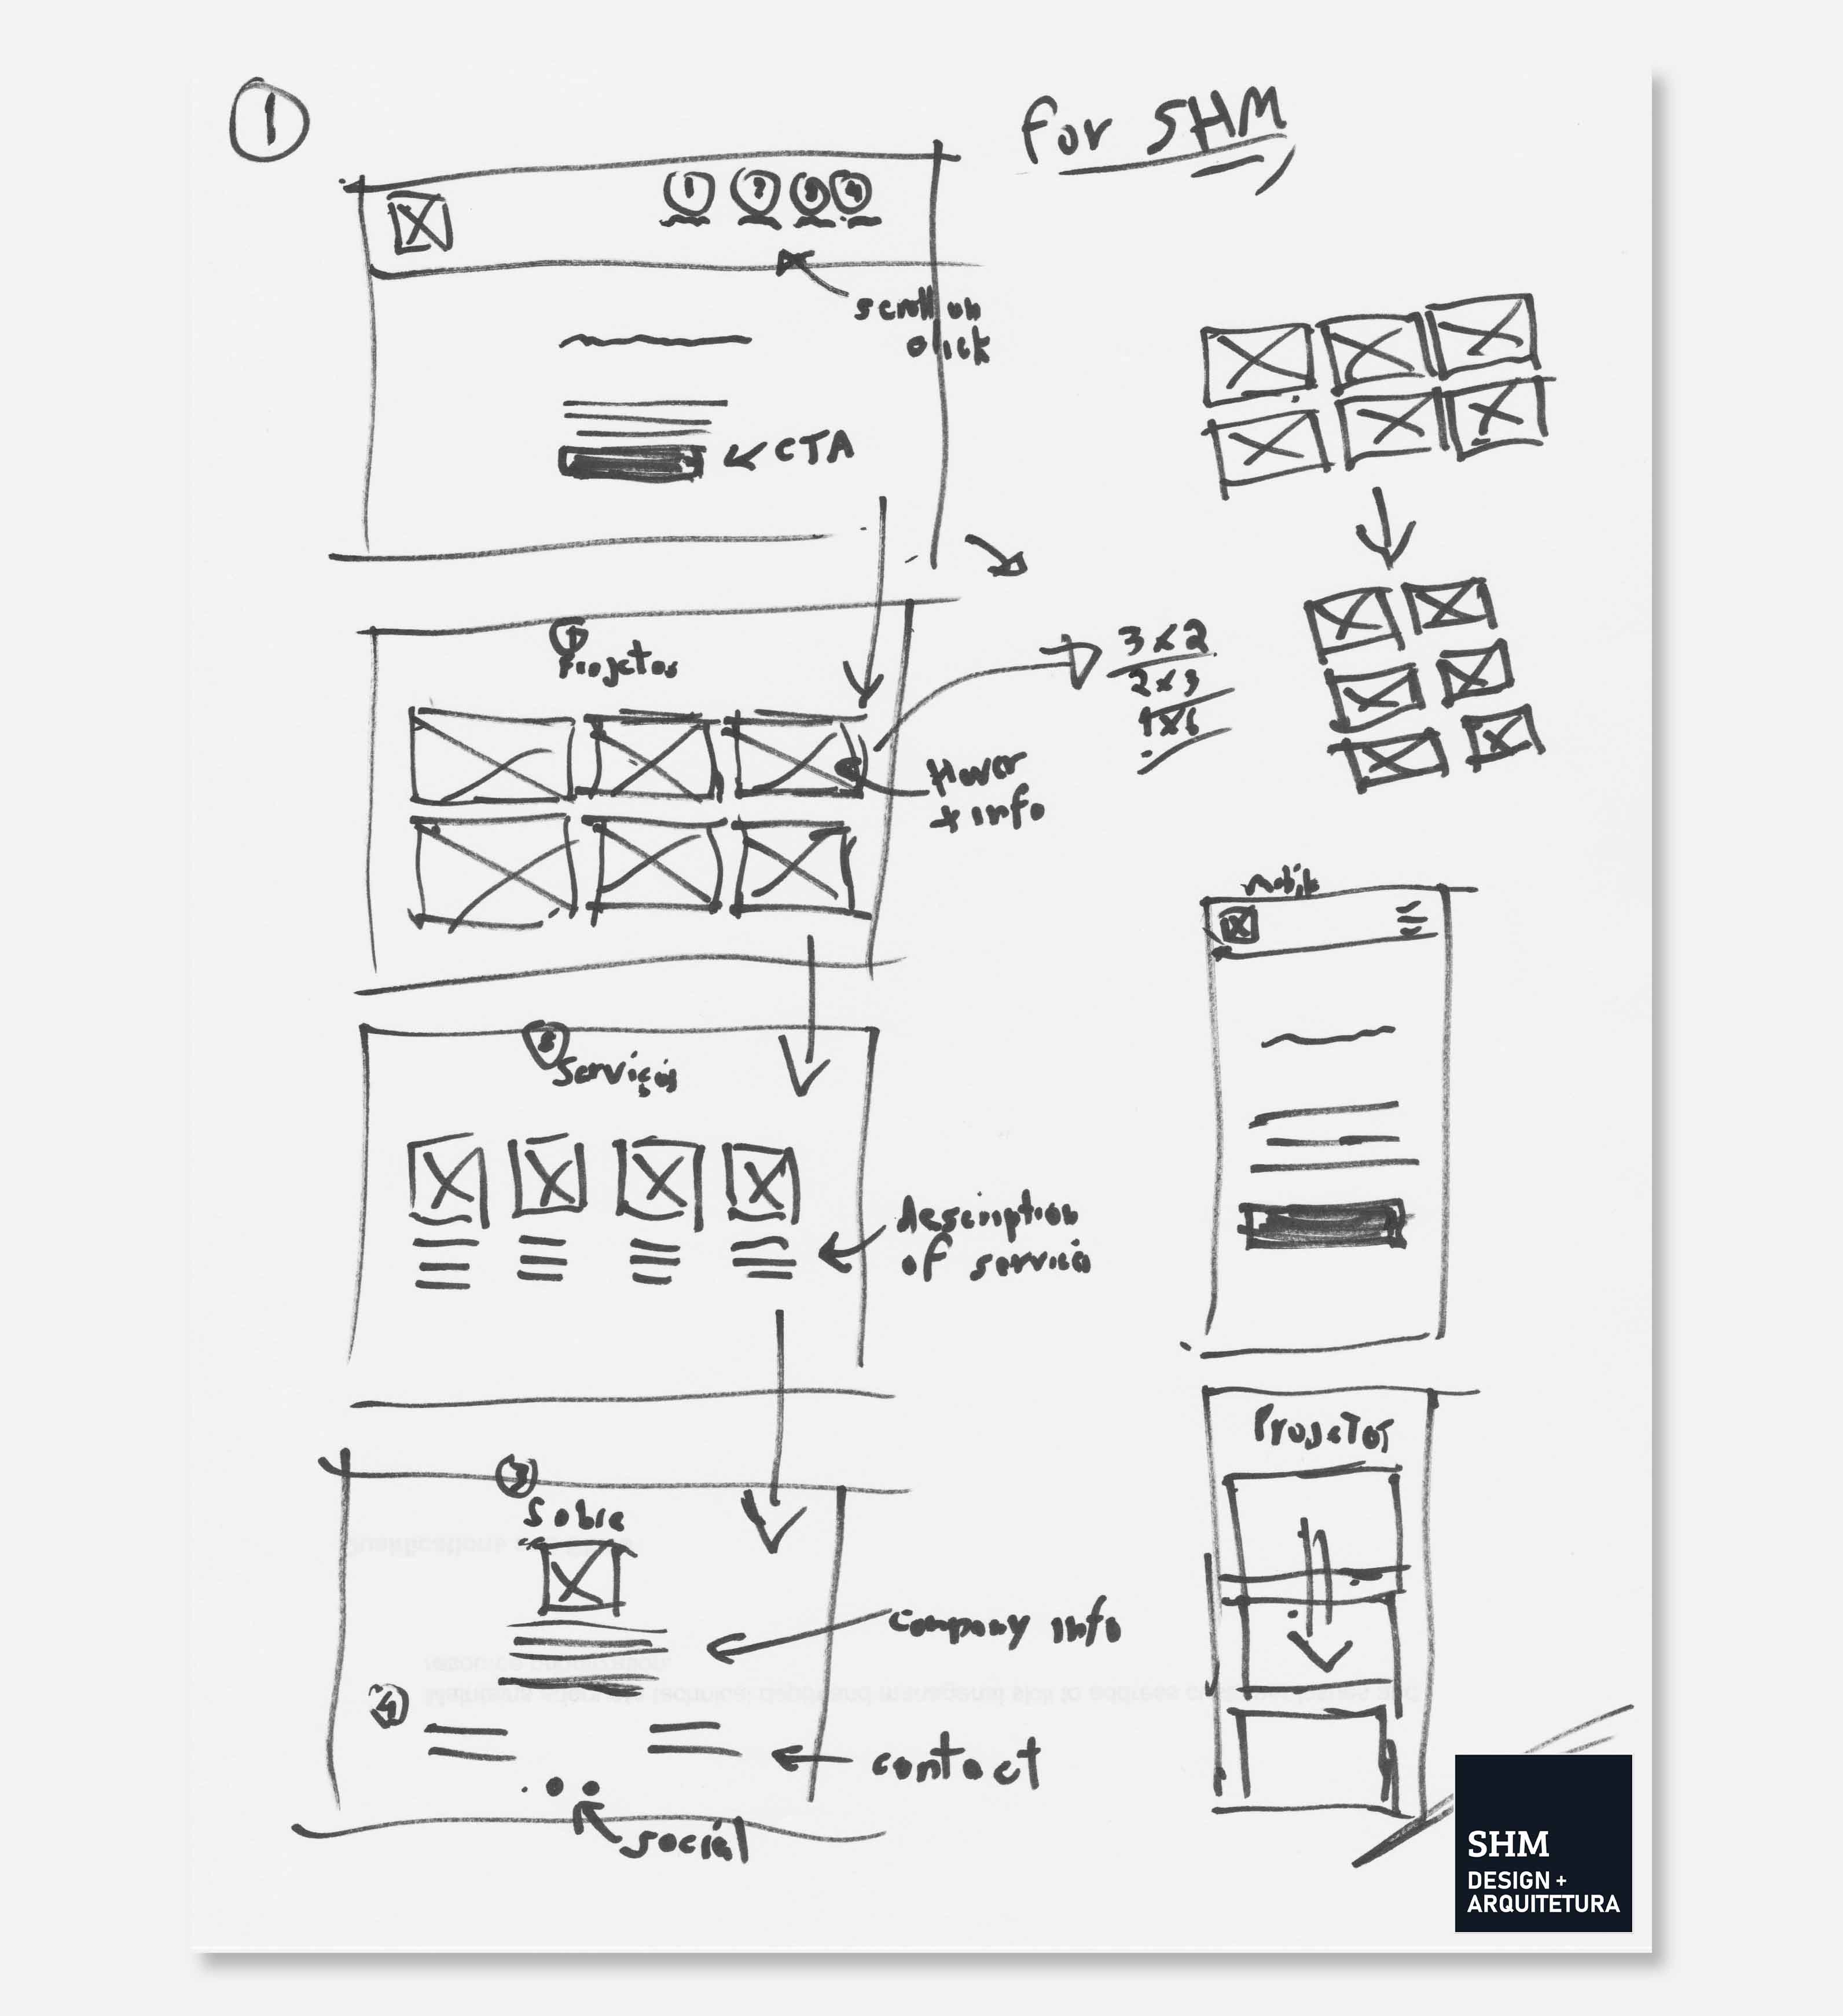 1
for SHM
1 2 3 4
scroll on
click
CTA
1
Projetos
3x2
2x3
1x6
Hover
+ info
mobile
2
Serviços
description
of service
Projetos
3
Sobre
company info
4
contact
social
SHM
DESIGN +
ARQUITETURA